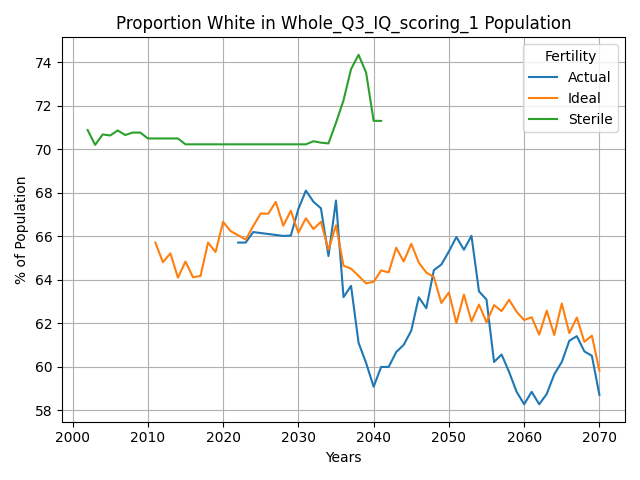 Proportion White in Whole_Q3_IQ_scoring_1 Population
Fertility
Actual
Ideal
Sterile
% of Population
74
72
70
68
66
64
62
60
58
2000
2010
2020
2030
2040
2050
2060
2070
Years